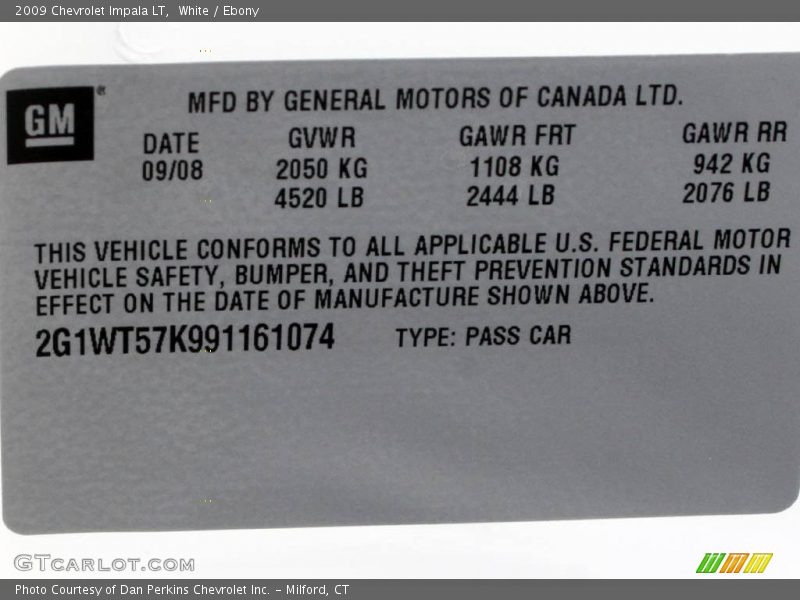 2009 Chevrolet Impala LT, White / Ebony
GM®
MFD BY GENERAL MOTORS OF CANADA LTD.
DATE GVWR GAWR FRT GAWR RR
09/08 2050 KG 1108 KG 942 KG
4520 LB 2444 LB 2076 LB
THIS VEHICLE CONFORMS TO ALL APPLICABLE U.S. FEDERAL MOTOR
VEHICLE SAFETY, BUMPER, AND THEFT PREVENTION STANDARDS IN
EFFECT ON THE DATE OF MANUFACTURE SHOWN ABOVE.
2G1WT57K991161074 TYPE: PASS CAR
GTCARLOT.COM
Photo Courtesy of Dan Perkins Chevrolet Inc. - Milford, CT